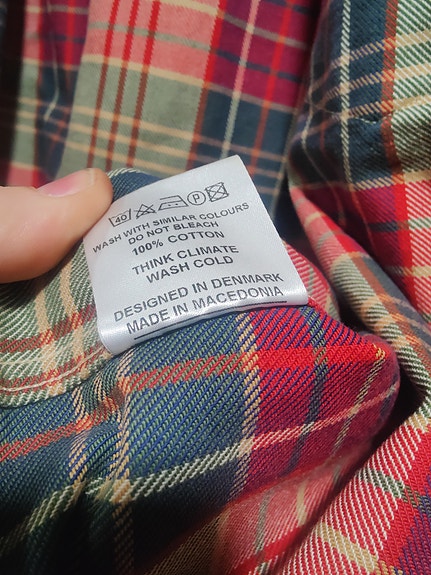 40 P
WASH WITH SIMILAR COLOURS
DO NOT BLEACH
100% COTTON
THINK CLIMATE
WASH COLD
DESIGNED IN DENMARK
MADE IN MACEDONIA